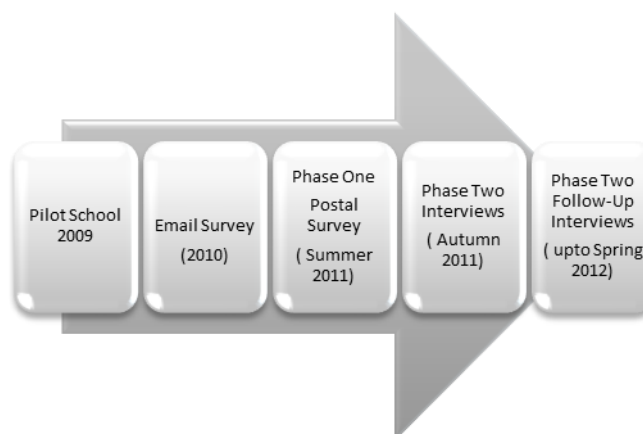 Pilot School
2009
Email Survey
(2010)
Phase One
Postal
Survey
( Summer
2011)
Phase Two
Interviews
( Autumn
2011)
Phase Two
Follow-Up
Interviews
( upto Spring
2012)